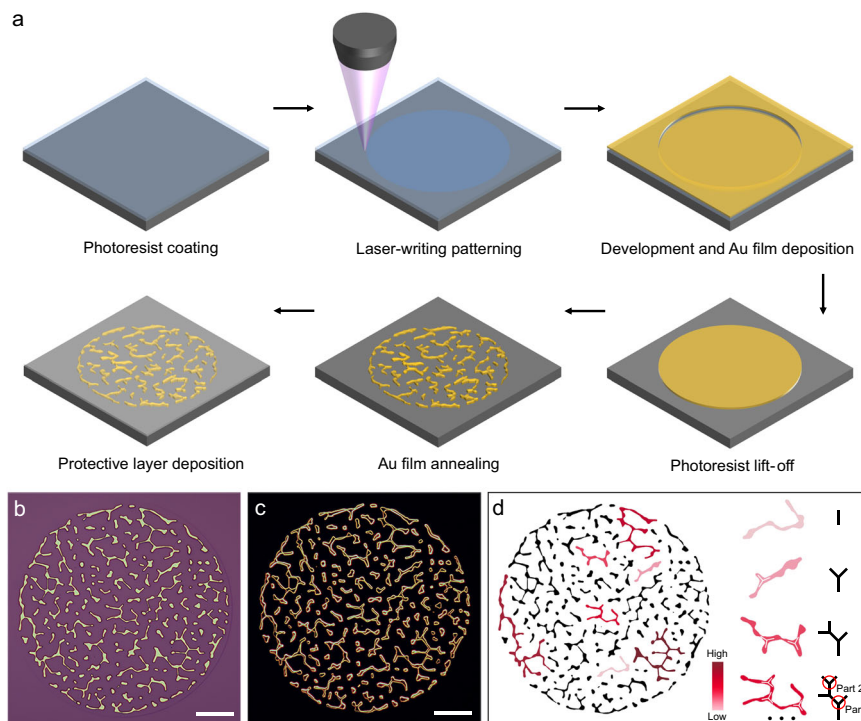 a
Photoresist coating
Laser-writing patterning
Development and Au film deposition
Protective layer deposition
Au film annealing
Photoresist lift-off
b
c
d
High
Low
Part 2
Part